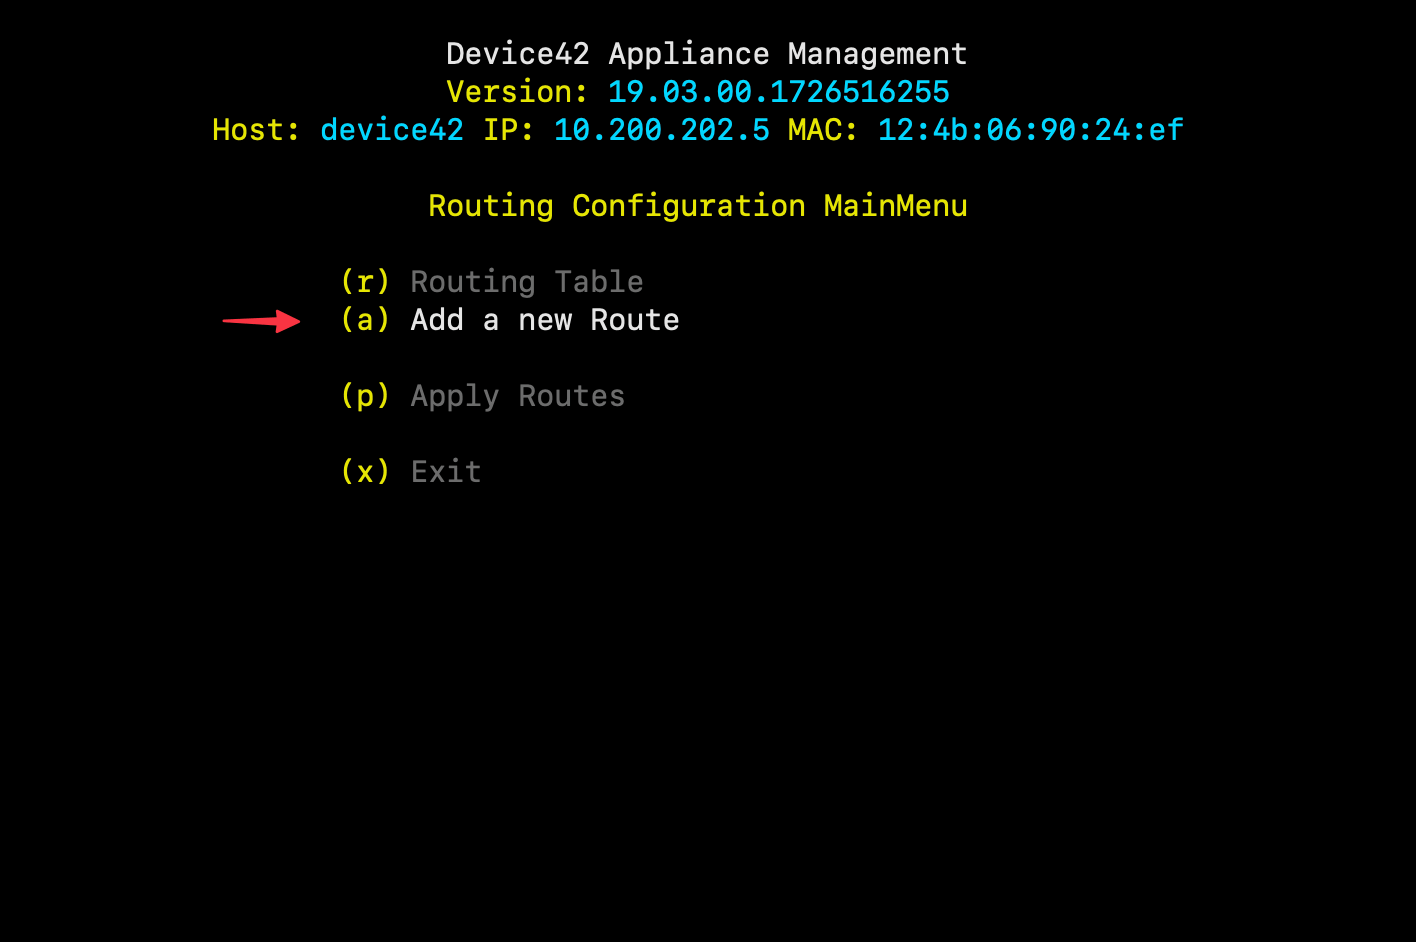 Device42 Appliance Management
Version: 19.03.00.1726516255
Host: device42 IP: 10.200.202.5 MAC: 12:4b:06:90:24:ef
Routing Configuration MainMenu
(r) Routing Table
(a) Add a new Route
(p) Apply Routes
(x) Exit